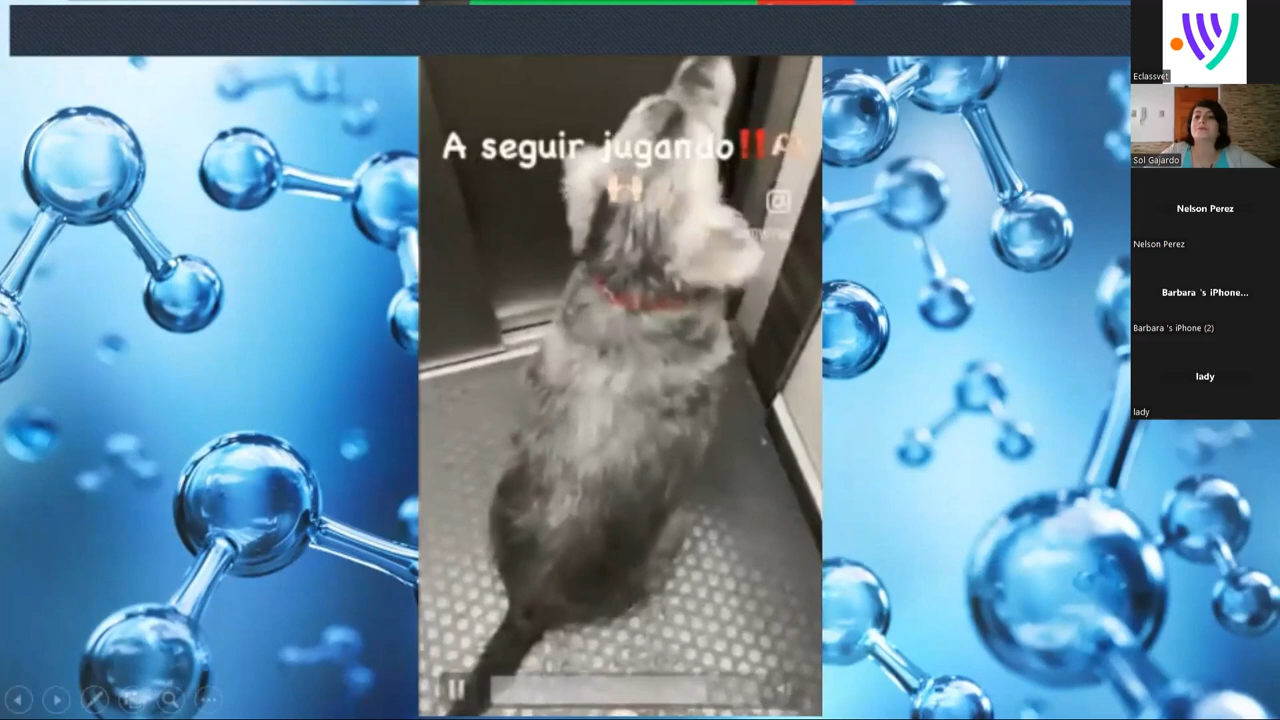 A seguir jugando‼️
Eclassvet
Sol Gajardo
Nelson Perez
Nelson Perez
Barbara 's iPhone...
Barbara 's iPhone (2)
lady
lady